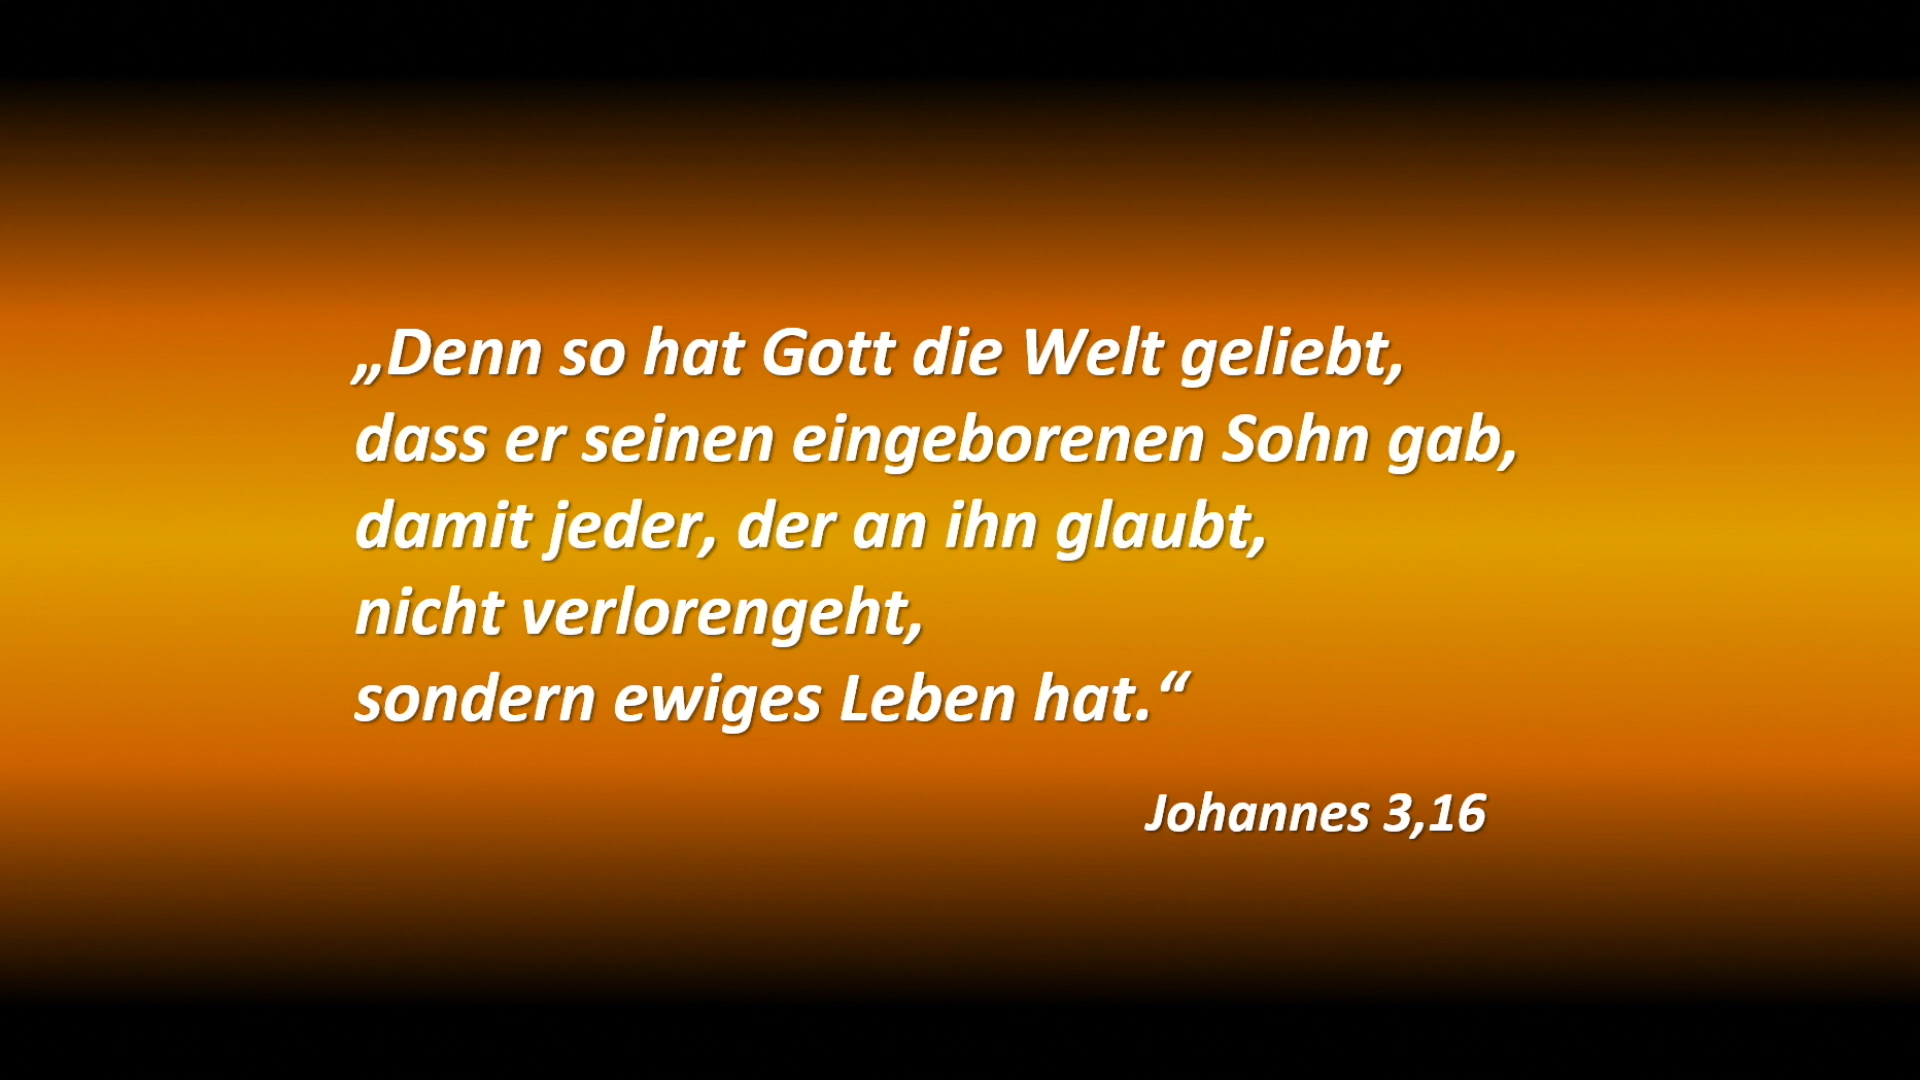 „Denn so hat Gott die Welt geliebt,
dass er seinen eingeborenen Sohn gab,
damit jeder, der an ihn glaubt,
nicht verlorengeht,
sondern ewiges Leben hat.“
Johannes 3,16